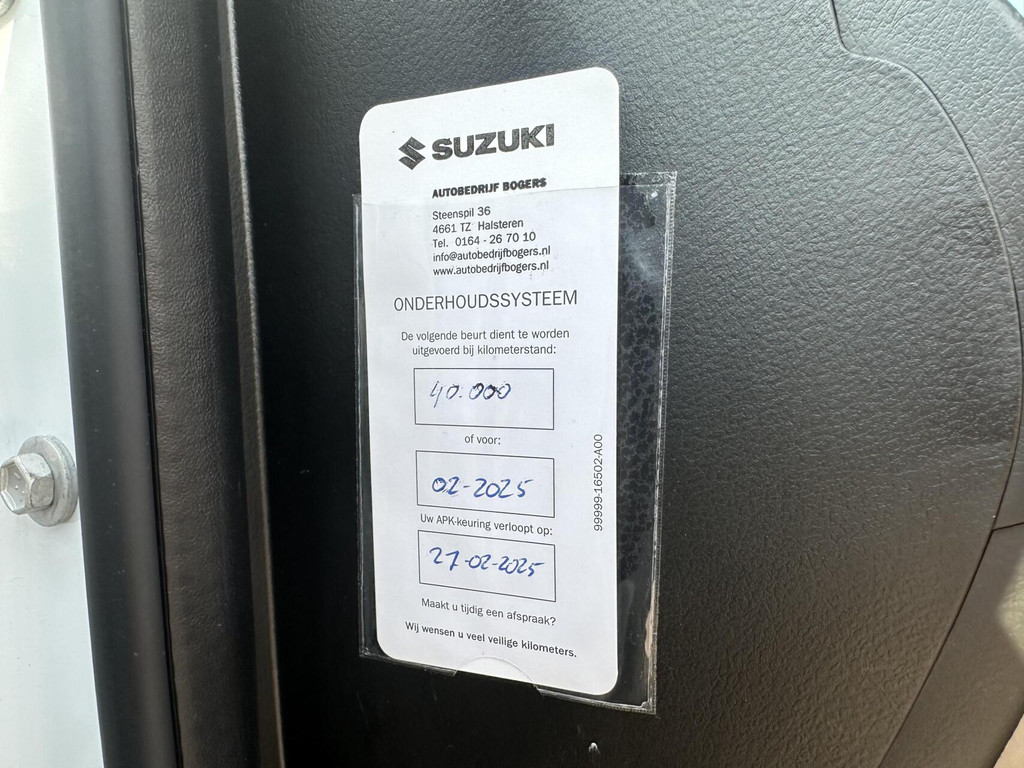 SUZUKI
AUTOBEDRIJF BOGERS
Steenspil 36
4661 TZ Halsteren
Tel. 0164 - 26 70 10
info@autobedrijfbogers.nl
www.autobedrijfbogers.nl
ONDERHOUDSSYSTEEM
De volgende beurt dient te worden
uitgevoerd bij kilometerstand:
40.000
of voor:
02-2025
Uw APK-keuring verloopt op:
27-02-2025
Maakt u tijdig een afspraak?
Wij wensen u veel veilige kilometers.
99999-16502-A00